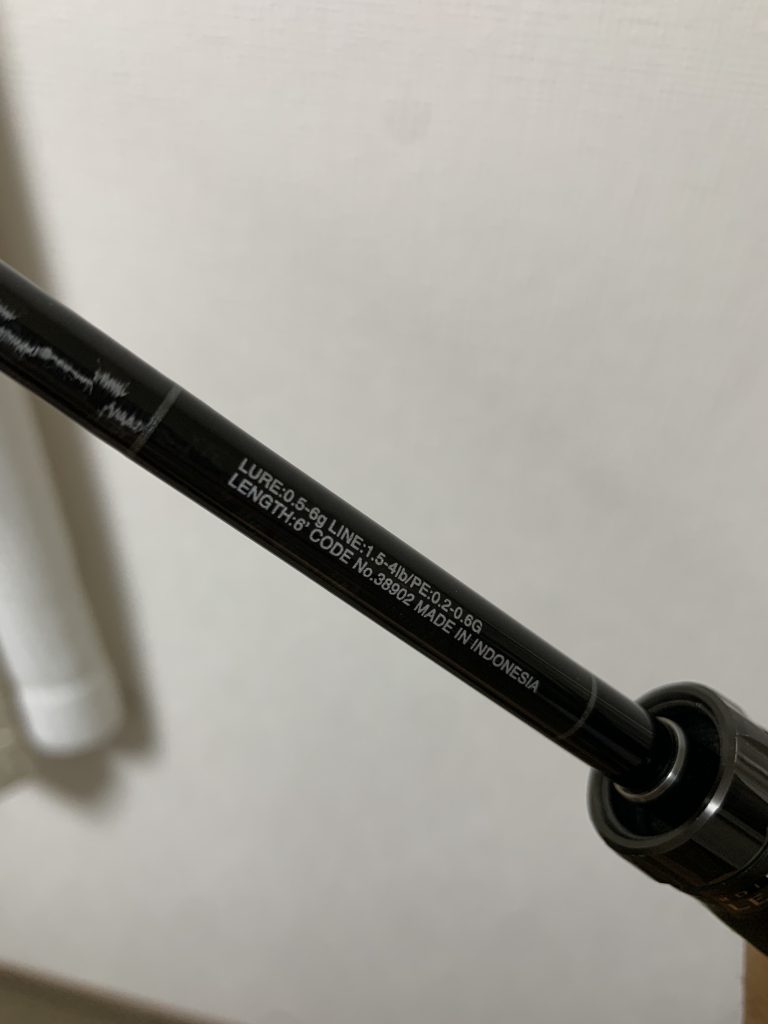 LURE:0.5-6g LINE:1.5-4lb/PE:0.2-0.6G
LENGTH:6' CODE No.38902 MADE IN INDONESIA